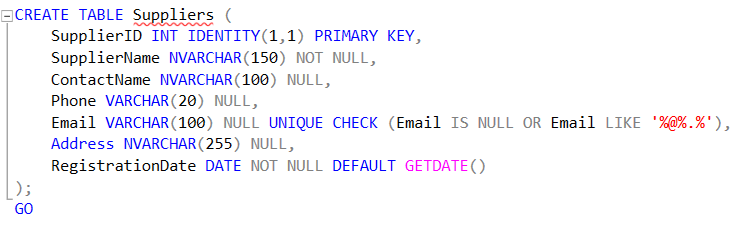 CREATE TABLE Suppliers (
    SupplierID INT IDENTITY(1,1) PRIMARY KEY,
    SupplierName NVARCHAR(150) NOT NULL,
    ContactName NVARCHAR(100) NULL,
    Phone VARCHAR(20) NULL,
    Email VARCHAR(100) NULL UNIQUE CHECK (Email IS NULL OR Email LIKE '%@%.%'),
    Address NVARCHAR(255) NULL,
    RegistrationDate DATE NOT NULL DEFAULT GETDATE()
);
GO